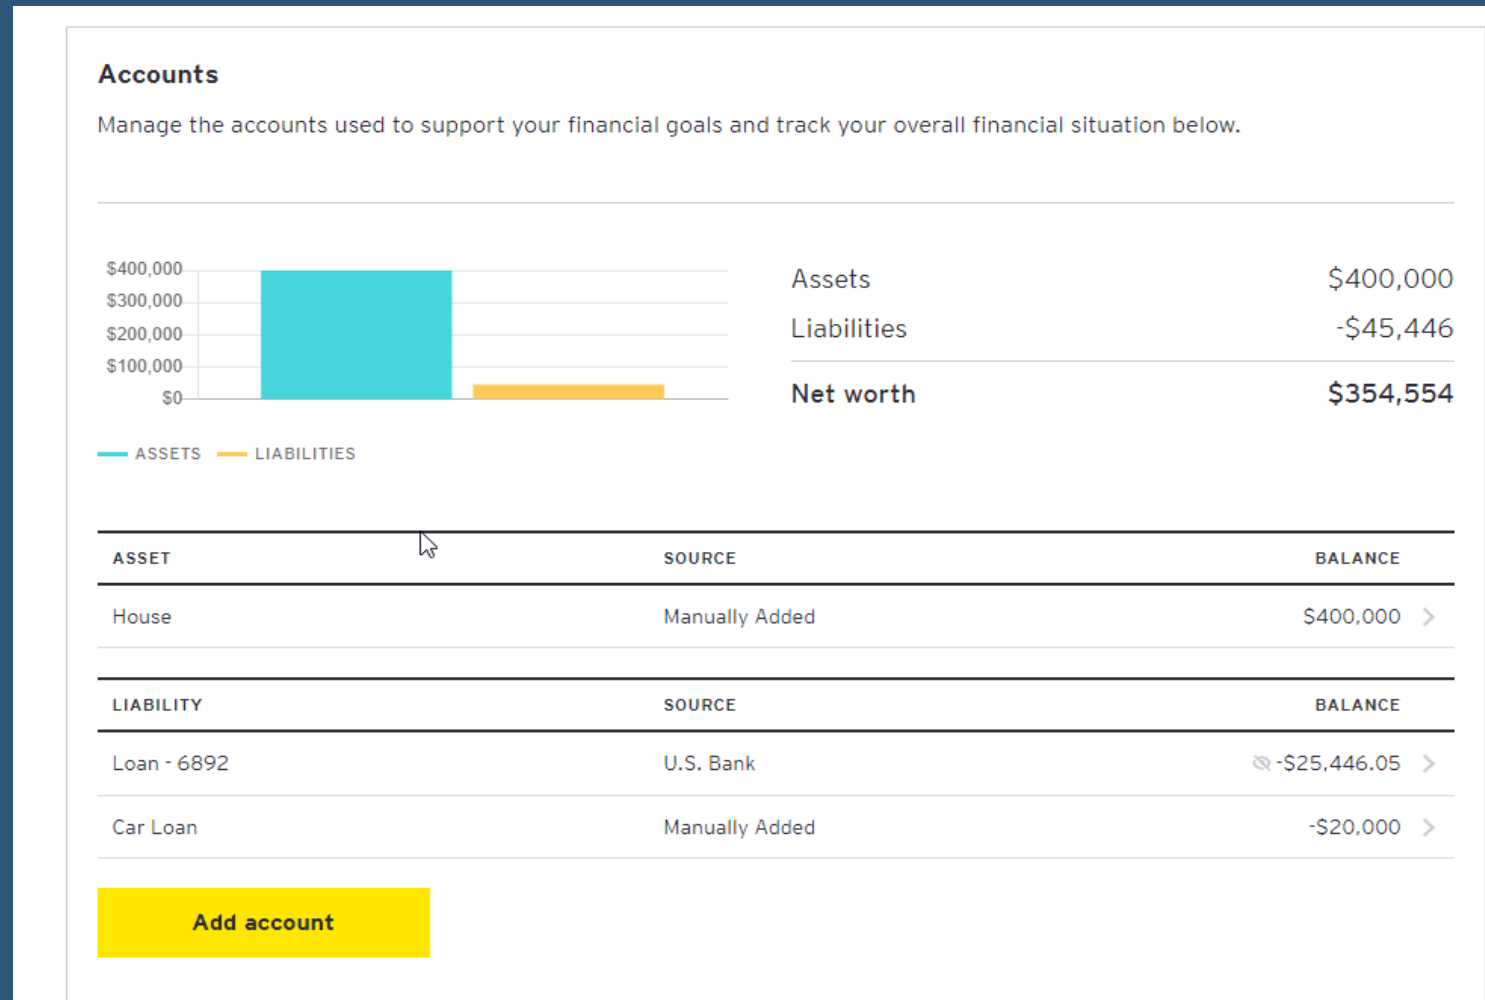 Accounts
Manage the accounts used to support your financial goals and track your overall financial situation below.
$400,000
$300,000
$200,000
$100,000
$0
ASSETS LIABILITIES
Assets $400,000
Liabilities -$45,446
Net worth $354,554
ASSET SOURCE BALANCE
House Manually Added $400,000
LIABILITY SOURCE BALANCE
Loan - 6892 U.S. Bank -$25,446.05
Car Loan Manually Added -$20,000
Add account